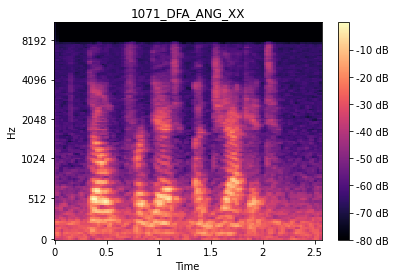 1071_DFA_ANG_XX
Hz
8192
4096
2048
1024
512
0
0
0.5
1
1.5
2
2.5
Time
-10 dB
-20 dB
-30 dB
-40 dB
-50 dB
-60 dB
-70 dB
-80 dB